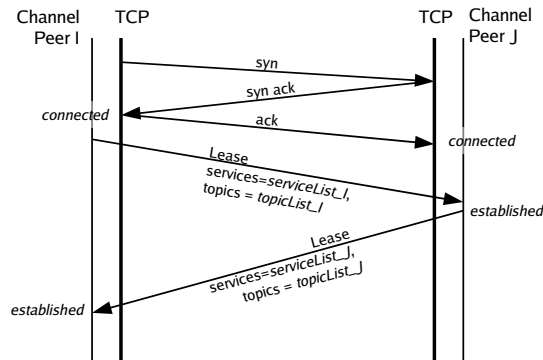 Channel
Peer I
TCP
TCP
Channel
Peer J
syn
syn ack
connected
ack
connected
Lease
services=serviceList_I,
topics = topicList_I
established
Lease
services=serviceList_J,
topics = topicList_J
established